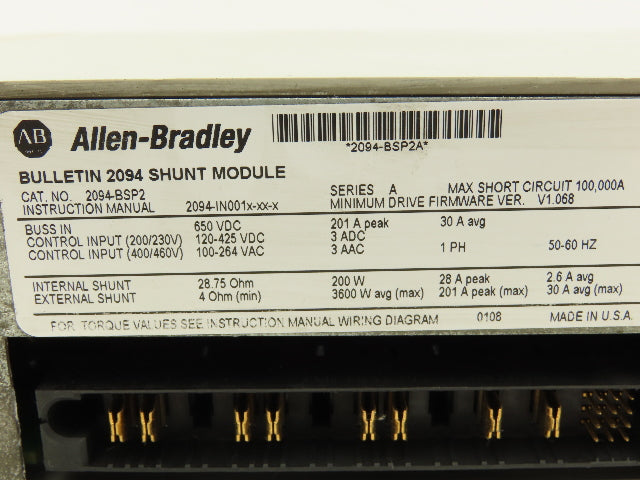 AB Allen-Bradley
*2094-BSP2A*
BULLETIN 2094 SHUNT MODULE
CAT. NO. 2094-BSP2 SERIES A MAX SHORT CIRCUIT 100,000A
INSTRUCTION MANUAL 2094-IN001x-xx-x MINIMUM DRIVE FIRMWARE VER. V1.068
BUSS IN 650 VDC 201 A peak 30 A avg
CONTROL INPUT (200/230V) 120-425 VDC 3 ADC
CONTROL INPUT (400/460V) 100-264 VAC 3 AAC 1 PH 50-60 HZ
INTERNAL SHUNT 28.75 Ohm 200 W 28 A peak 2.6 A avg
EXTERNAL SHUNT 4 Ohm (min) 3600 W avg (max) 201 A peak (max) 30 A avg (max)
FOR TORQUE VALUES SEE INSTRUCTION MANUAL WIRING DIAGRAM 0108 MADE IN U.S.A.